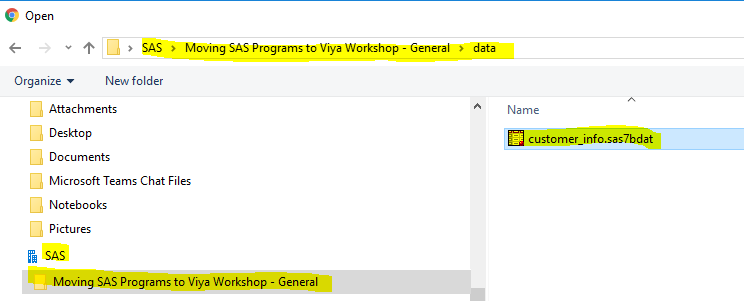 Open
SAS > Moving SAS Programs to Viya Workshop - General > data
Organize
New folder
Attachments
Desktop
Documents
Microsoft Teams Chat Files
Notebooks
Pictures
SAS
Moving SAS Programs to Viya Workshop - General
Name
customer_info.sas7bdat